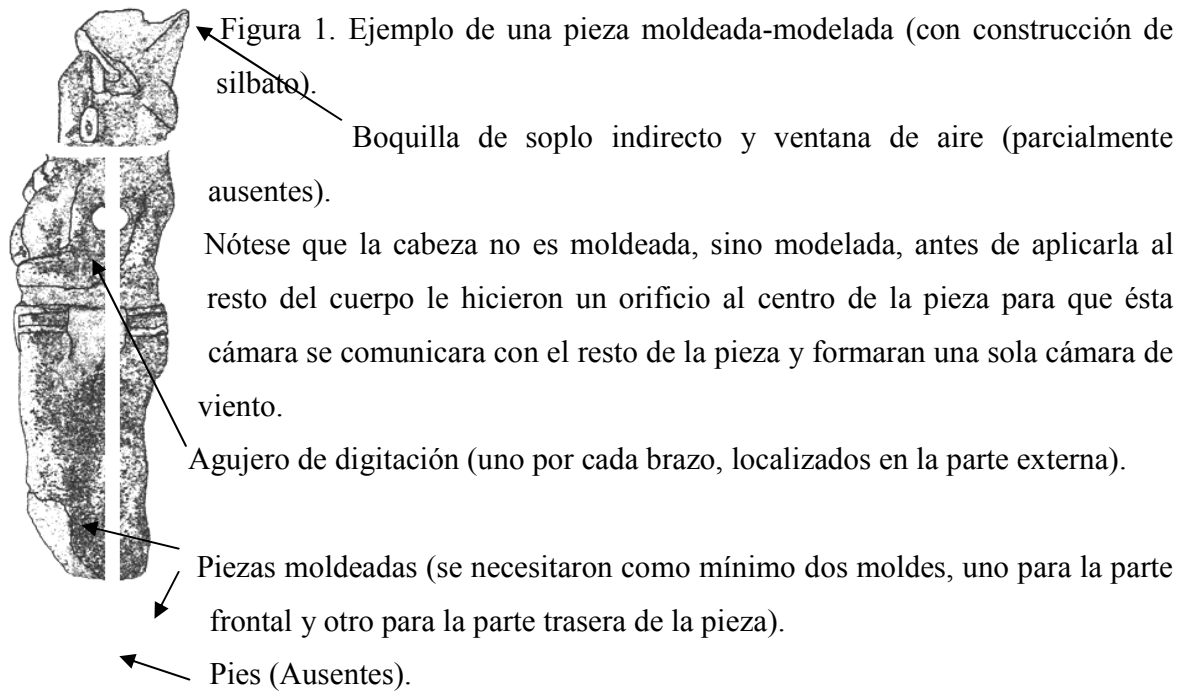 Figura 1. Ejemplo de una pieza moldeada-modelada (con construcción de
silbato).
Boquilla de soplo indirecto y ventana de aire (parcialmente
ausentes).
Nótese que la cabeza no es moldeada, sino modelada, antes de aplicarla al
resto del cuerpo le hicieron un orificio al centro de la pieza para que ésta
cámara se comunicara con el resto de la pieza y formaran una sola cámara de
viento.
Agujero de digitación (uno por cada brazo, localizados en la parte externa).
Piezas moldeadas (se necesitaron como mínimo dos moldes, uno para la parte
frontal y otro para la parte trasera de la pieza).
Pies (Ausentes).